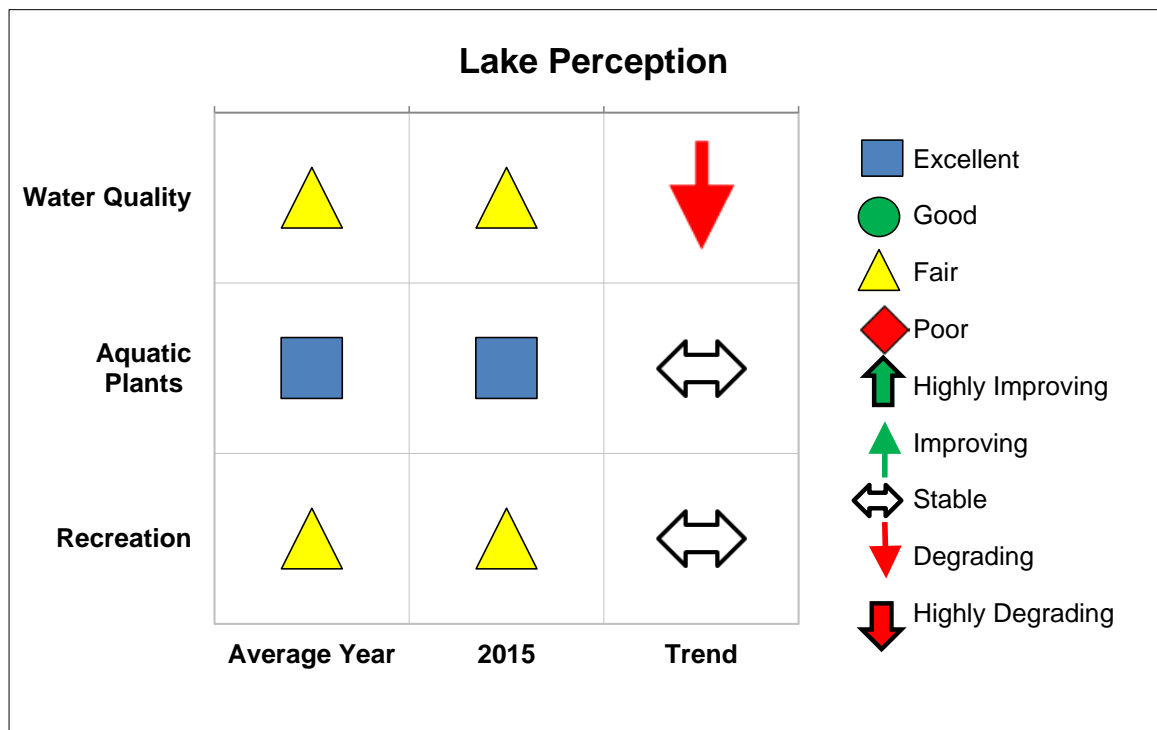 Lake Perception
Water Quality
Aquatic
Plants
Recreation
Average Year
2015
Trend
Excellent
Good
Fair
Poor
Highly Improving
Improving
Stable
Degrading
Highly Degrading